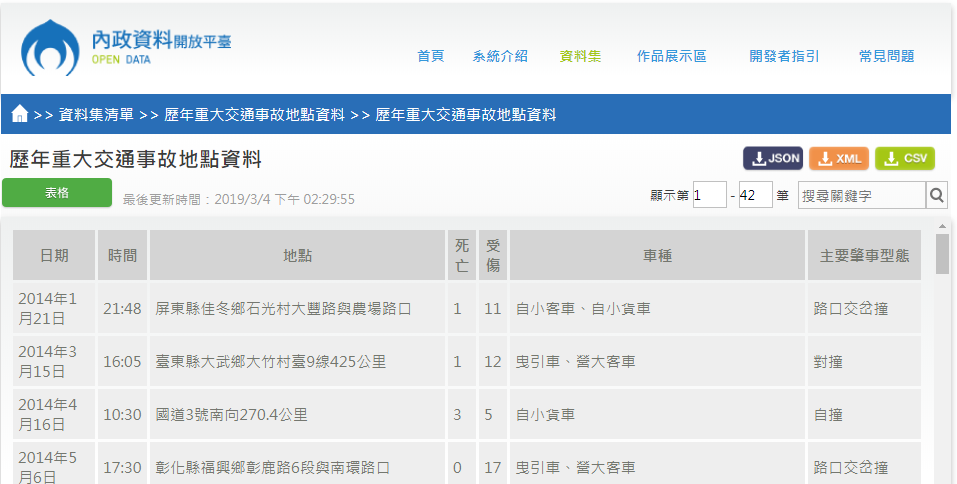 內政資料開放平臺
OPEN DATA
首頁 系統介紹 資料集 作品展示區 開發者指引 常見問題
>> 資料集清單 >> 歷年重大交通事故地點資料 >> 歷年重大交通事故地點資料
歷年重大交通事故地點資料
JSON XML CSV
表格 最後更新時間：2019/3/4 下午 02:29:55 顯示第 1 - 42 筆 搜尋關鍵字
日期 時間 地點 死亡 受傷 車種 主要肇事型態
2014年1月21日 21:48 屏東縣佳冬鄉石光村大豐路與農場路口 1 11 自小客車、自小貨車 路口交岔撞
2014年3月15日 16:05 臺東縣大武鄉大竹村臺9線425公里 1 12 曳引車、營大客車 對撞
2014年4月16日 10:30 國道3號南向270.4公里 3 5 自小貨車 自撞
2014年5月6日 17:30 彰化縣福興鄉彰鹿路6段與南環路口 0 17 曳引車、營大客車 路口交岔撞